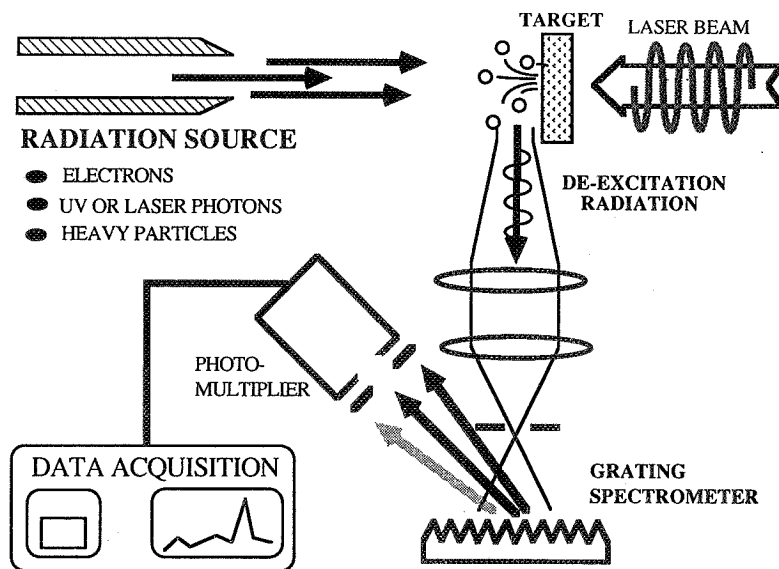 TARGET
LASER BEAM
RADIATION SOURCE
ELECTRONS
UV OR LASER PHOTONS
HEAVY PARTICLES
DE-EXCITATION
RADIATION
PHOTO-
MULTIPLIER
DATA ACQUISITION
GRATING
SPECTROMETER